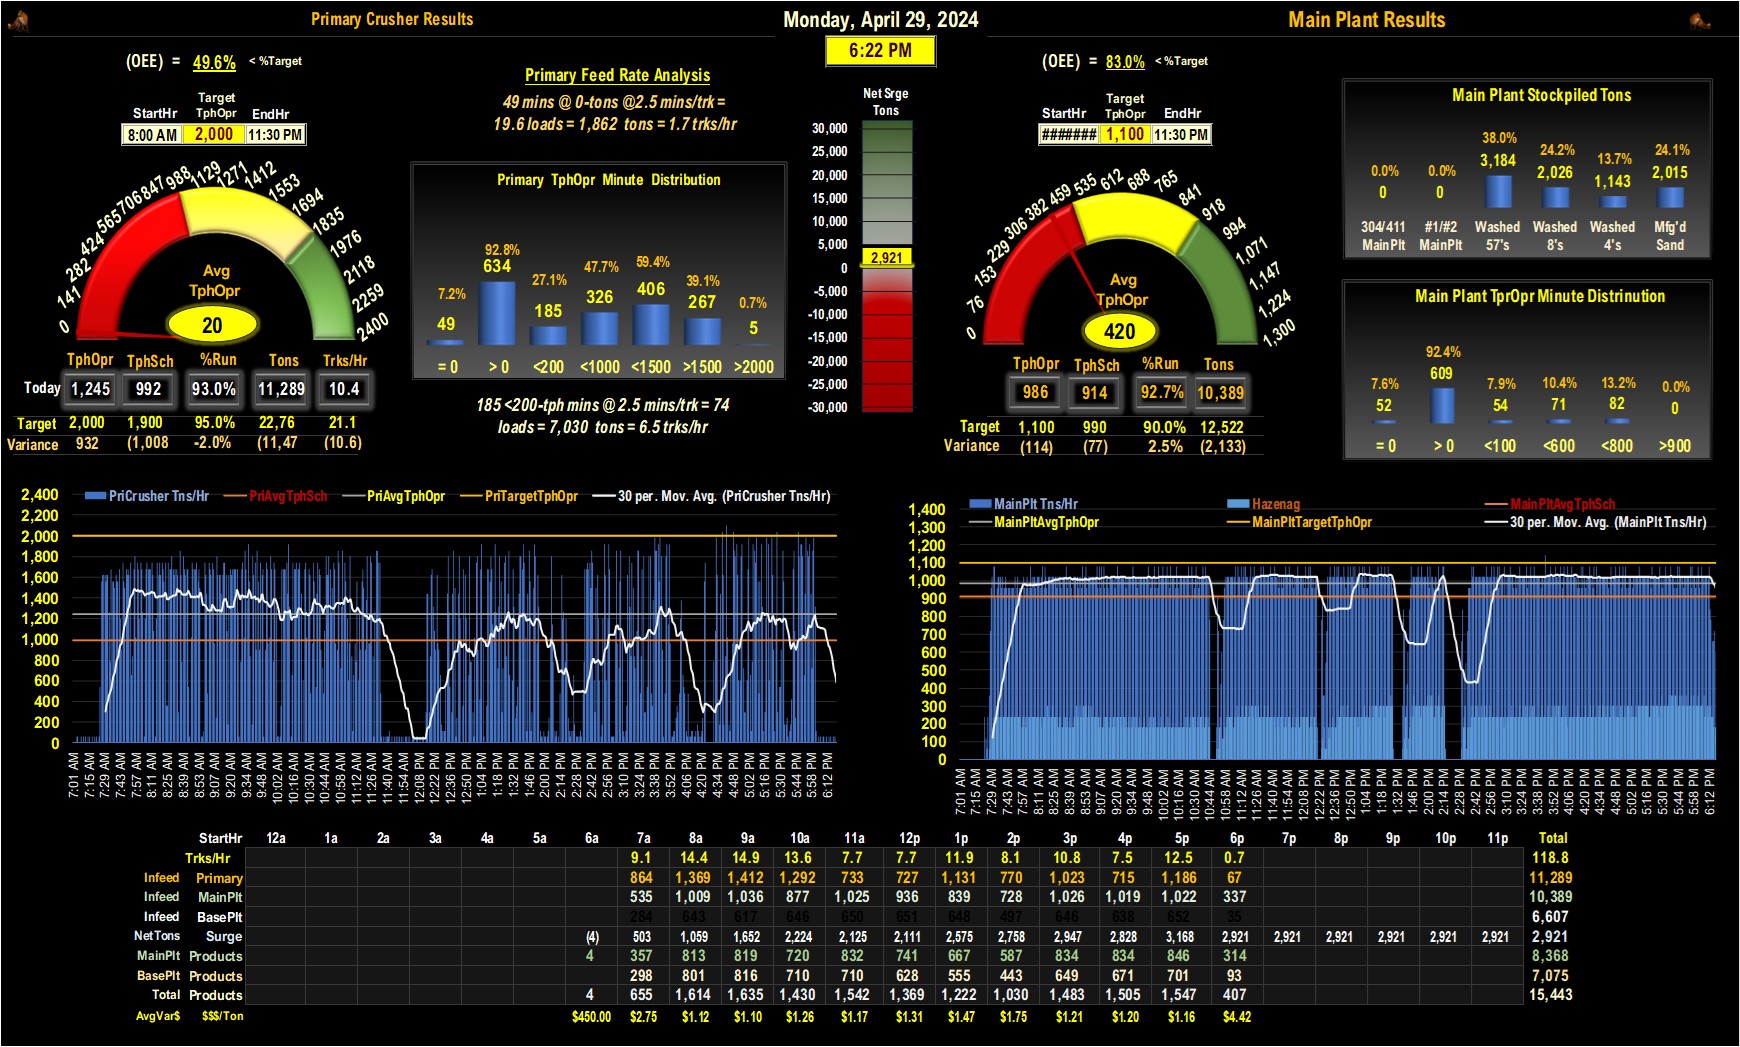 Primary Crusher Results
Monday, April 29, 2024
Main Plant Results
6:22 PM
(OEE) = 49.6% < %Target
Target
StartHr TphOpr EndHr
8:00 AM 2,000 11:30 PM
0 141 282 424 565 706 847 988 1129 1271 1412 1553 1694 1835 1976 2118 2259 2400
Avg
TphOpr
20
TphOpr TphSch %Run Tons Trks/Hr
Today 1,245 992 93.0% 11,289 10.4
Target 2,000 1,900 95.0% 22,76 21.1
Variance 932 (1,008 -2.0% (11,47 (10.6)
Primary Feed Rate Analysis
49 mins @ 0-tons @2.5 mins/trk =
19.6 loads = 1,862 tons = 1.7 trks/hr
Primary TphOpr Minute Distribution
7.2% 92.8% 27.1% 47.7% 59.4% 39.1% 0.7%
49 634 185 326 406 267 5
= 0 > 0 <200 <1000 <1500 >1500 >2000
185 <200-tph mins @ 2.5 mins/trk = 74
loads = 7,030 tons = 6.5 trks/hr
Net Srge
Tons
30,000
25,000
20,000
15,000
10,000
5,000
2,921
0
-5,000
-10,000
-15,000
-20,000
-25,000
-30,000
(OEE) = 83.0% < %Target
Target
StartHr TphOpr EndHr
####### 1,100 11:30 PM
0 76 153 229 306 382 459 535 612 688 765 841 918 994 1,071 1,147 1,224 1,300
Avg
TphOpr
420
TphOpr TphSch %Run Tons
986 914 92.7% 10,389
Target 1,100 990 90.0% 12,522
Variance (114) (77) 2.5% (2,133)
Main Plant Stockpiled Tons
0.0% 0.0% 38.0% 24.2% 13.7% 24.1%
0 0 3,184 2,026 1,143 2,015
304/411 #1/#2 Washed Washed Washed Mfg'd
MainPlt MainPlt 57's 8's 4's Sand
Main Plant TprOpr Minute Distrinution
7.6% 92.4% 7.9% 10.4% 13.2% 0.0%
52 609 54 71 82 0
= 0 > 0 <100 <600 <800 >900
PriCrusher Tns/Hr PriAvgTphSch PriAvgTphOpr PriTargetTphOpr 30 per. Mov. Avg. (PriCrusher Tns/Hr)
2,400
2,200
2,000
1,800
1,600
1,400
1,200
1,000
800
600
400
200
0
7:01 AM 7:15 AM 7:29 AM 7:43 AM 7:57 AM 8:11 AM 8:25 AM 8:39 AM 8:53 AM 9:07 AM 9:20 AM 9:34 AM 9:48 AM 10:02 AM 10:16 AM 10:30 AM 10:44 AM 10:58 AM 11:12 AM 11:26 AM 11:40 AM 11:54 AM 12:08 PM 12:22 PM 12:36 PM 12:50 PM 1:04 PM 1:18 PM 1:32 PM 1:46 PM 2:00 PM 2:14 PM 2:28 PM 2:42 PM 2:56 PM 3:10 PM 3:24 PM 3:38 PM 3:52 PM 4:06 PM 4:20 PM 4:34 PM 4:48 PM 5:02 PM 5:16 PM 5:30 PM 5:44 PM 5:58 PM 6:12 PM
MainPlt Tns/Hr Hazenag MainPltAvgTphSch
MainPltAvgTphOpr MainPltTargetTphOpr 30 per. Mov. Avg. (MainPlt Tns/Hr)
1,400
1,300
1,200
1,100
1,000
900
800
700
600
500
400
300
200
100
0
7:01 AM 7:15 AM 7:29 AM 7:43 AM 7:57 AM 8:11 AM 8:25 AM 8:39 AM 8:53 AM 9:07 AM 9:20 AM 9:34 AM 9:48 AM 10:02 AM 10:16 AM 10:30 AM 10:44 AM 10:58 AM 11:12 AM 11:26 AM 11:40 AM 11:54 AM 12:08 PM 12:22 PM 12:36 PM 12:50 PM 1:04 PM 1:18 PM 1:32 PM 1:46 PM 2:00 PM 2:14 PM 2:28 PM 2:42 PM 2:56 PM 3:10 PM 3:24 PM 3:38 PM 3:52 PM 4:06 PM 4:20 PM 4:34 PM 4:48 PM 5:02 PM 5:16 PM 5:30 PM 5:44 PM 5:58 PM 6:12 PM
StartHr 12a 1a 2a 3a 4a 5a 6a 7a 8a 9a 10a 11a 12p 1p 2p 3p 4p 5p 6p 7p 8p 9p 10p 11p Total
Trks/Hr 9.1 14.4 14.9 13.6 7.7 7.7 11.9 8.1 10.8 7.5 12.5 0.7 118.8
Infeed Primary 864 1,369 1,412 1,292 733 727 1,131 770 1,023 715 1,186 67 11,289
Infeed MainPlt 535 1,009 1,036 877 1,025 936 839 728 1,026 1,019 1,022 337 10,389
Infeed BasePlt 284 643 617 646 650 651 648 497 646 638 652 35 6,607
NetTons Surge (4) 503 1,059 1,652 2,224 2,125 2,111 2,575 2,758 2,947 2,828 3,168 2,921 2,921 2,921 2,921 2,921 2,921 2,921
MainPlt Products 4 357 813 819 720 832 741 667 587 834 834 846 314 8,368
BasePlt Products 298 801 816 710 710 628 555 443 649 671 701 93 7,075
Total Products 4 655 1,614 1,635 1,430 1,542 1,369 1,222 1,030 1,483 1,505 1,547 407 15,443
AvgVar$ $$$/Ton $450.00 $2.75 $1.12 $1.10 $1.26 $1.17 $1.31 $1.47 $1.75 $1.21 $1.20 $1.16 $4.42